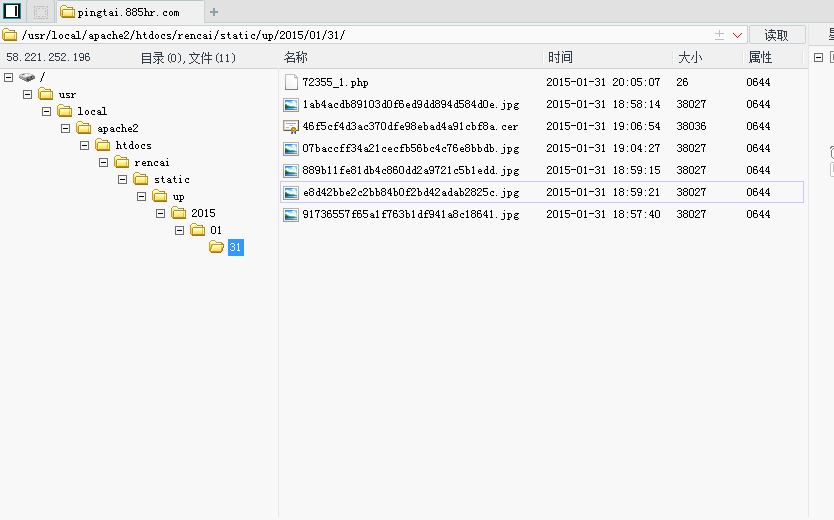 pingtai.885hr.com
/usr/local/apache2/htdocs/rencai/static/up/2015/01/31/ 读取
58.221.252.196 目录(0),文件(11) 名称 时间 大小 属性
/
usr
local
apache2
htdocs
rencai
static
up
2015
01
31
72355_1.php 2015-01-31 20:05:07 26 0644
1ab4acdb89103d0f6ed9dd894d584d0e.jpg 2015-01-31 18:58:14 38027 0644
46f5cf4d3ac370dfe98ebad4a91cbf8a.cer 2015-01-31 19:06:54 38036 0644
07baccff34a21cecfb56bc4c76e8bbdb.jpg 2015-01-31 19:04:27 38027 0644
889b11fe81db4c860dd2a9721c5b1edd.jpg 2015-01-31 18:59:15 38027 0644
e8d42bbe2c2bb84b0f2bd42adab2825c.jpg 2015-01-31 18:59:21 38027 0644
91736557f65a1f763b1df941a8c18641.jpg 2015-01-31 18:57:40 38027 0644